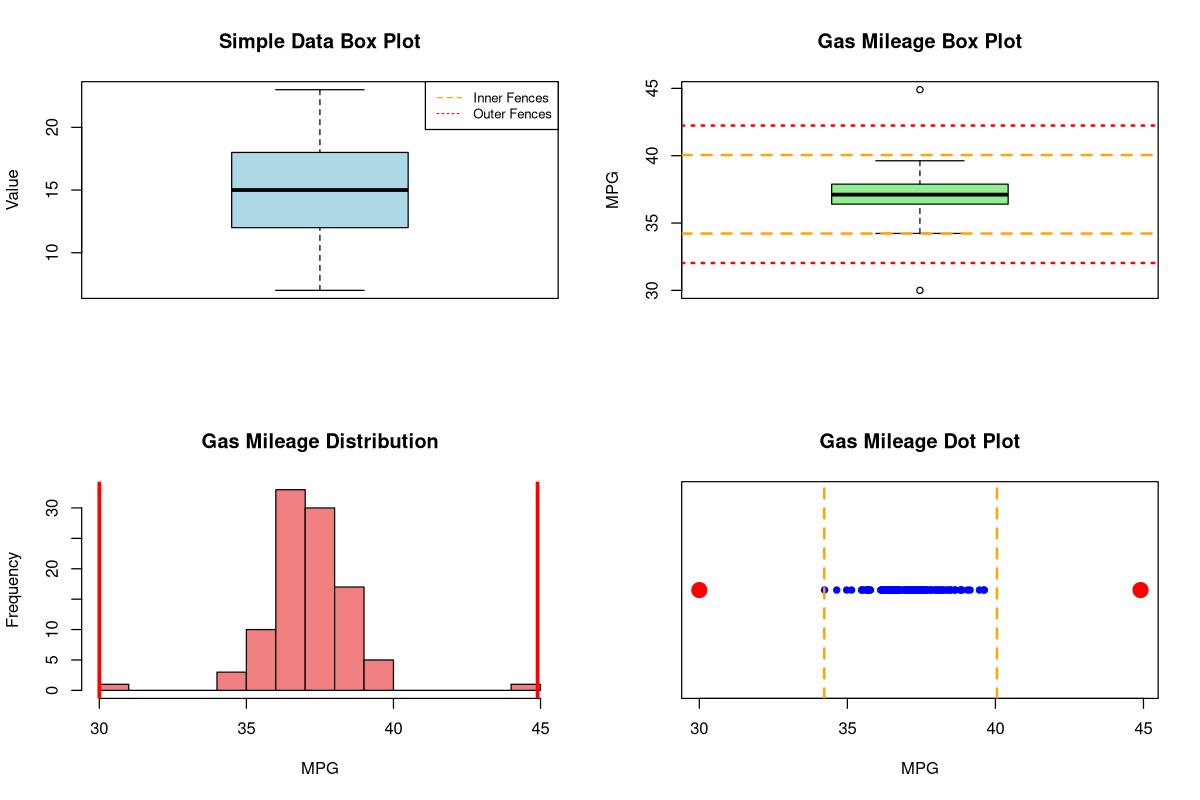 Simple Data Box Plot
Value
10
15
20
Inner Fences
Outer Fences
Gas Mileage Box Plot
MPG
30
35
40
45
Gas Mileage Distribution
Frequency
0
5
10
20
30
30 35 40 45
MPG
Gas Mileage Dot Plot
30 35 40 45
MPG